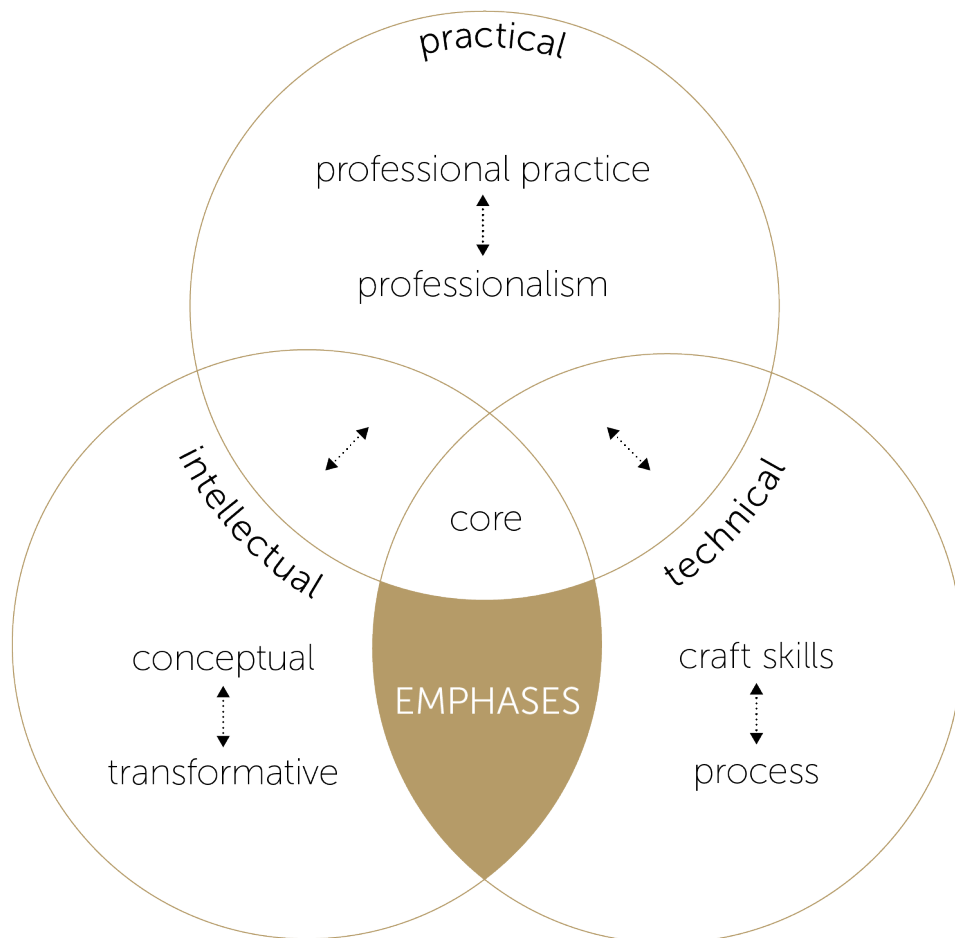 practical
professional practice
professionalism
intellectual
technical
core
conceptual
transformative
EMPHASES
craft skills
process